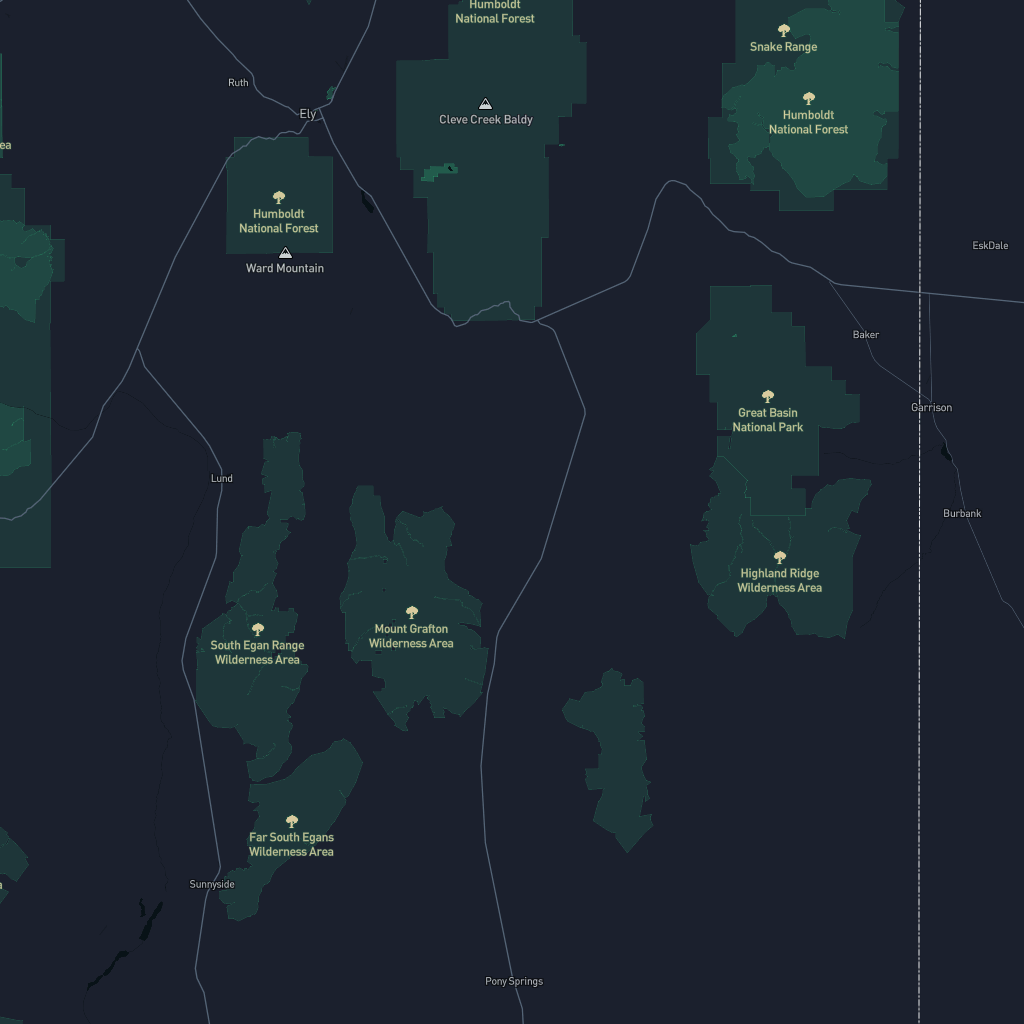 Humboldt
National Forest
Snake Range
Ruth
Ely
Cleve Creek Baldy
Humboldt
National Forest
ea
Humboldt
National Forest
Ward Mountain
EskDale
Baker
Great Basin
National Park
Garrison
Lund
Burbank
Highland Ridge
Wilderness Area
Mount Grafton
Wilderness Area
South Egan Range
Wilderness Area
Far South Egans
Wilderness Area
Sunnyside
Pony Springs